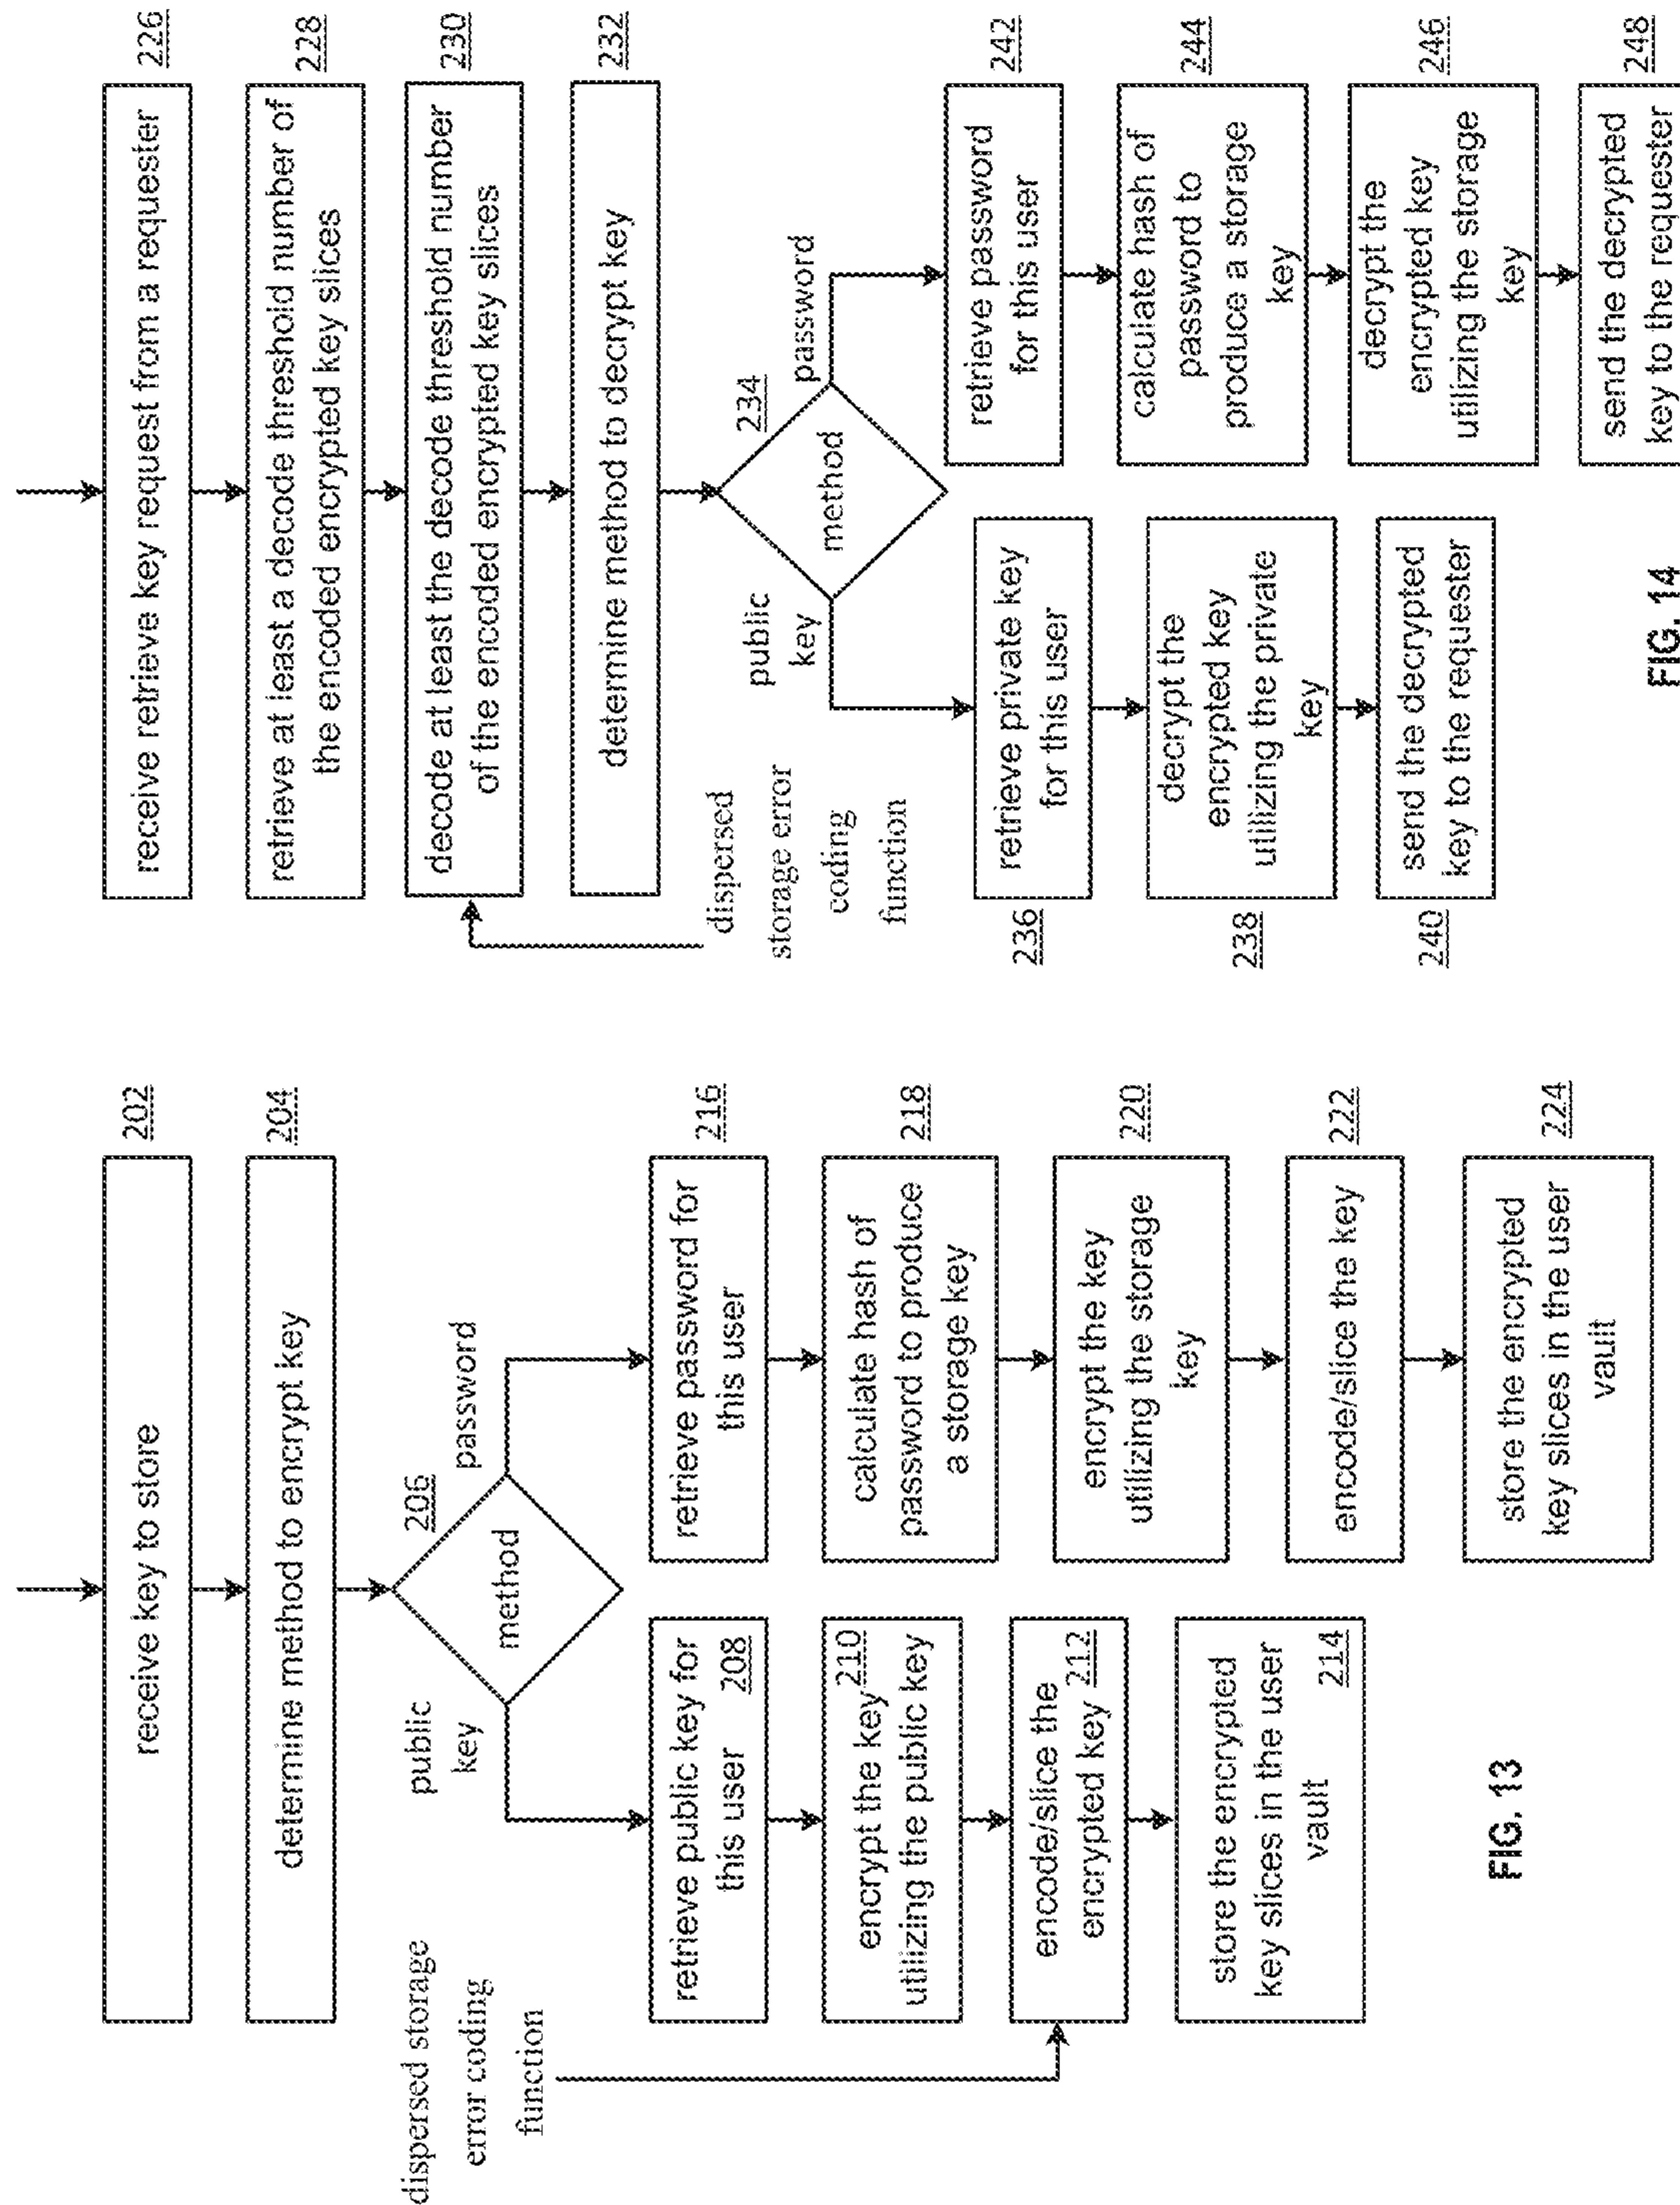 receive key to store
202
determine method to encrypt key
204
206
method
public
key
password
dispersed storage
error coding
function
retrieve public key for
this user
208
encrypt the key
210
utilizing the public key
encode/slice the
encrypted key
212
store the encrypted
key slices in the user
vault
214
retrieve password for
this user
216
calculate hash of
password to produce
a storage key
218
encrypt the key
utilizing the storage
key
220
encode/slice the key
222
store the encrypted
key slices in the user
vault
224
FIG. 13
receive retrieve key request from a requester
226
retrieve at least a decode threshold number of
the encoded encrypted key slices
228
decode at least the decode threshold number
of the encoded encrypted key slices
230
determine method to decrypt key
232
234
method
public
key
password
dispersed
storage error
coding
function
retrieve private key
for this user
236
decrypt the
encrypted key
utilizing the private
key
238
send the decrypted
key to the requester
240
retrieve password
for this user
242
calculate hash of
password to
produce a storage
key
244
decrypt the
encrypted key
utilizing the storage
key
246
send the decrypted
key to the requester
248
FIG. 14